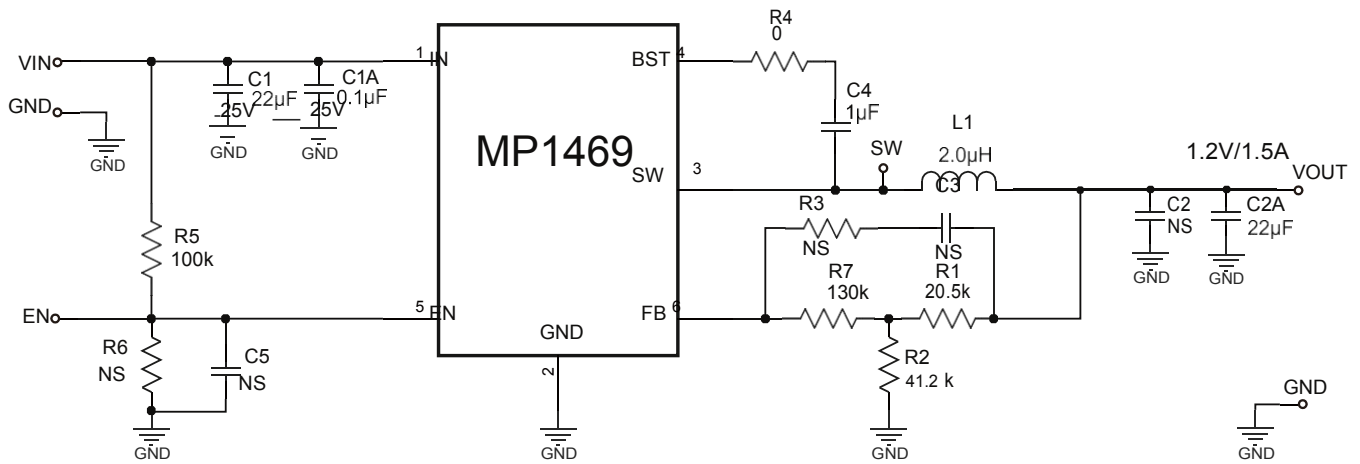 R4
0
VIN
1
IN
BST
4
C1
22µF
25V
C1A
0.1µF
25V
C4
1µF
GND
GND
GND
GND
MP1469
L1
2.0µH
SW
SW
3
1.2V/1.5A
VOUT
C3
R3
NS
NS
C2
NS
C2A
22µF
GND
GND
R5
100k
R7
130k
R1
20.5k
EN
5
EN
FB
6
GND
R6
NS
C5
NS
2
R2
41.2 k
GND
GND
GND
GND
GND